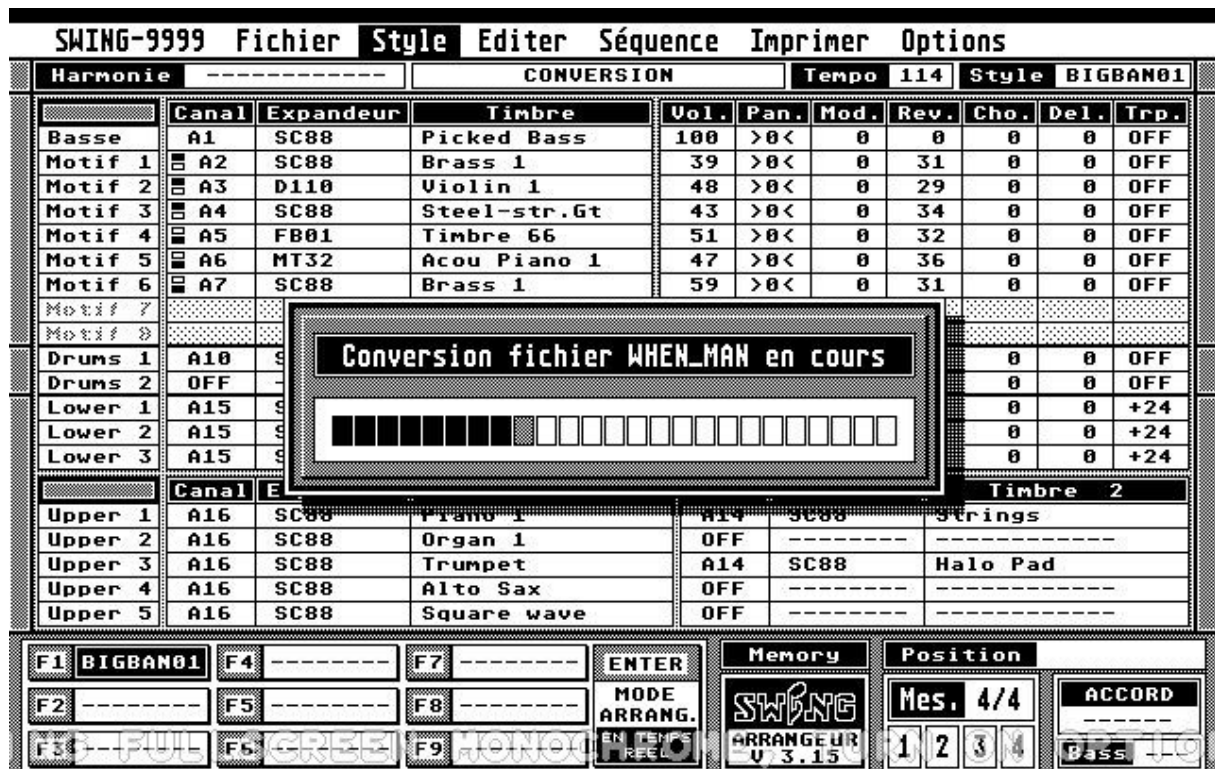 SWING-9999 Fichier Style Editer Séquence Imprimer Options
Harmonie ------------ CONVERSION Tempo 114 Style BIGBAN01
Canal Expandeur Timbre Vol. Pan. Mod. Rev. Cho. Del. Trp.
Basse A1 SC88 Picked Bass 100 >0< 0 0 0 0 OFF
Motif 1 A2 SC88 Brass 1 39 >0< 0 31 0 0 OFF
Motif 2 A3 D110 Violin 1 48 >0< 0 29 0 0 OFF
Motif 3 A4 SC88 Steel-str.Gt 43 >0< 0 34 0 0 OFF
Motif 4 A5 FB01 Timbre 66 51 >0< 0 32 0 0 OFF
Motif 5 A6 MT32 Acou Piano 1 47 >0< 0 36 0 0 OFF
Motif 6 A7 SC88 Brass 1 59 >0< 0 31 0 0 OFF
Motif 7
Motif 8
Conversion fichier WHEN_MAN en cours
Drums 1 A10 0 0 OFF
Drums 2 OFF 0 0 OFF
Lower 1 A15 0 0 +24
Lower 2 A15 0 0 +24
Lower 3 A15 0 0 +24
Canal Timbre 2
Upper 1 A16 SC88 Piano 1 A14 SC88 Strings
Upper 2 A16 SC88 Organ 1 OFF -------- -------------
Upper 3 A16 SC88 Trumpet A14 SC88 Halo Pad
Upper 4 A16 SC88 Alto Sax OFF -------- -------------
Upper 5 A16 SC88 Square wave OFF -------- -------------
F1 BIGBAN01 F4 -------- F7 -------- ENTER Memory Position
F2 -------- F5 -------- F8 -------- MODE ARRANG. SWING Mes. 4/4 ACCORD
F3 F6 F9 EN TEMPS REEL ARRANGEUR V 3.15 1 2 3 4 Bass
FULL SCREEN MONOCHOME, TURN ON OPTIO